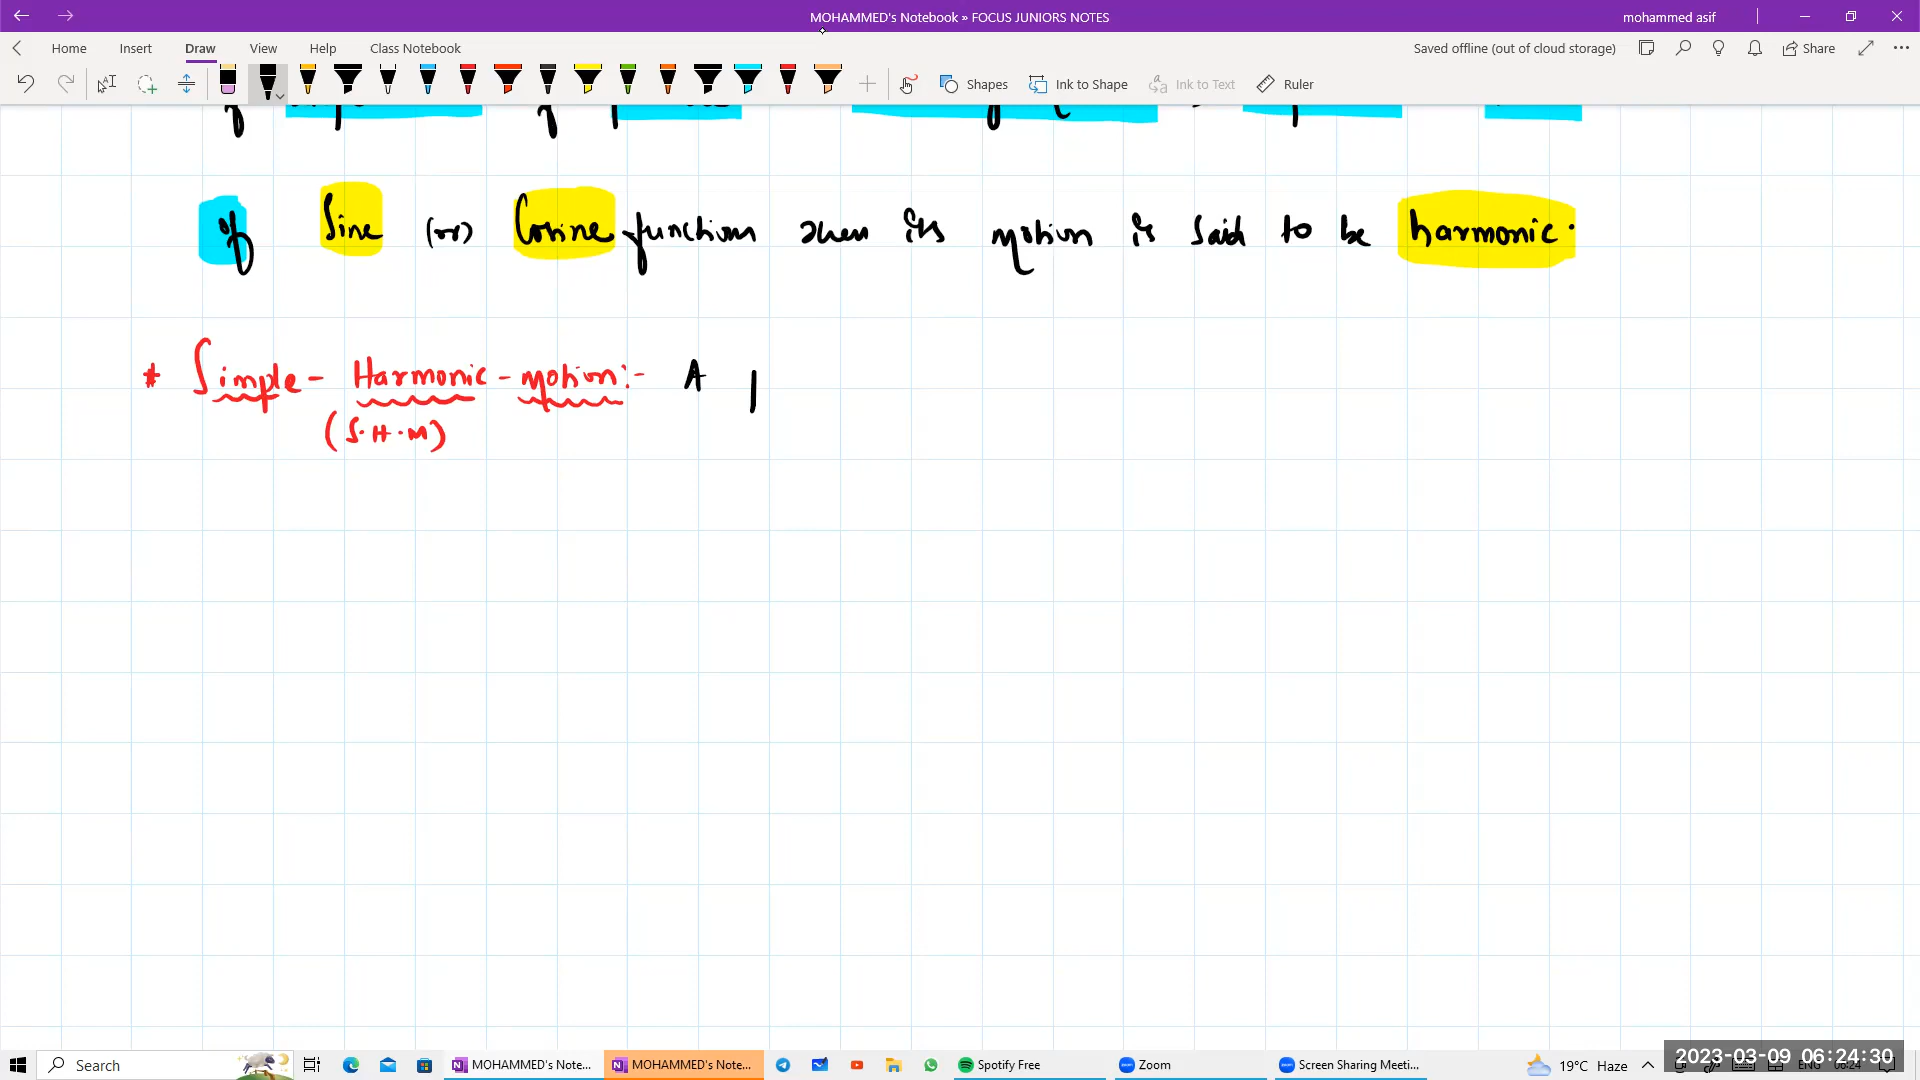 MOHAMMED's Notebook » FOCUS JUNIORS NOTES
mohammed asif
Home Insert Draw View Help Class Notebook
Saved offline (out of cloud storage)
Share
Shapes Ink to Shape Ink to Text Ruler
of Sine (or) Cosine function then its motion is said to be harmonic.
* Simple - Harmonic - motion :- A
(S.H.M)
Search
MOHAMMED's Note...
MOHAMMED's Note...
Spotify Free
Zoom
Screen Sharing Meeti...
19°C Haze
ENG
2023-03-09 06:24:30